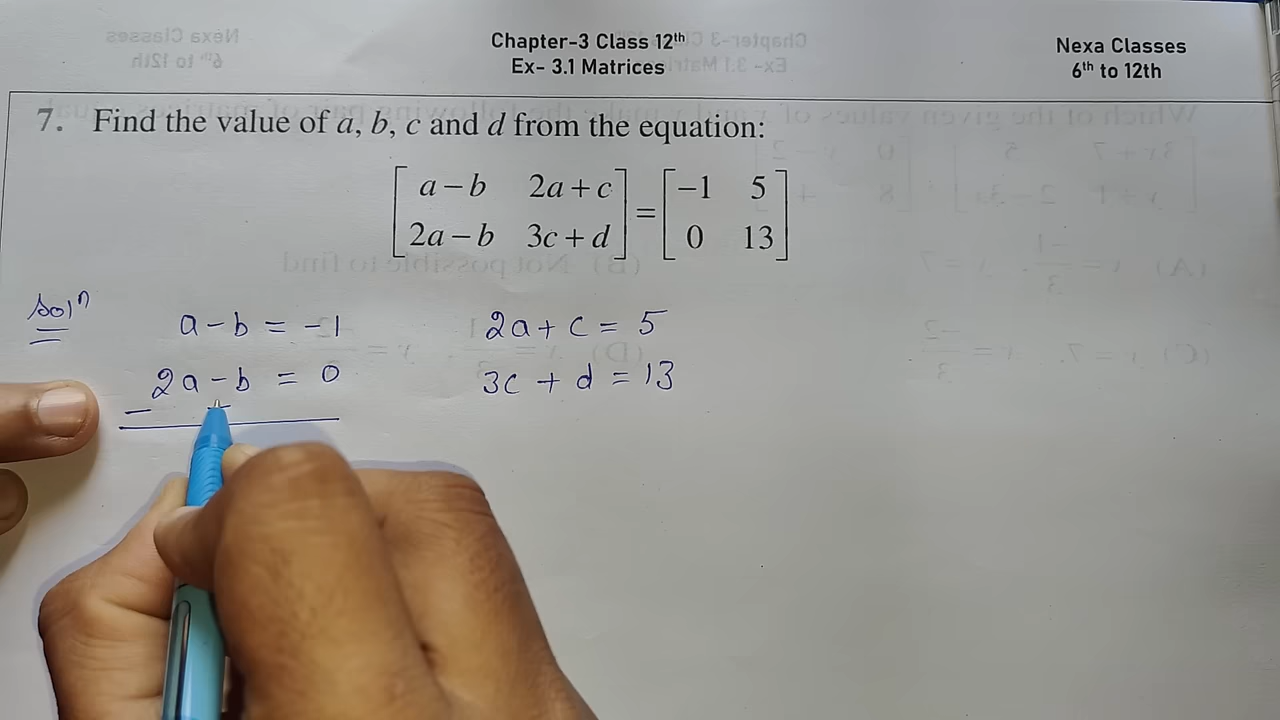 Chapter-3 Class 12th
Ex- 3.1 Matrices
Nexa Classes
6th to 12th
7. Find the value of a, b, c and d from the equation:
[a – b 2a + c] = [–1 5]
[2a – b 3c + d] [0 13]
Soln
a - b = -1 2a + c = 5
2a - b = 0 3c + d = 13